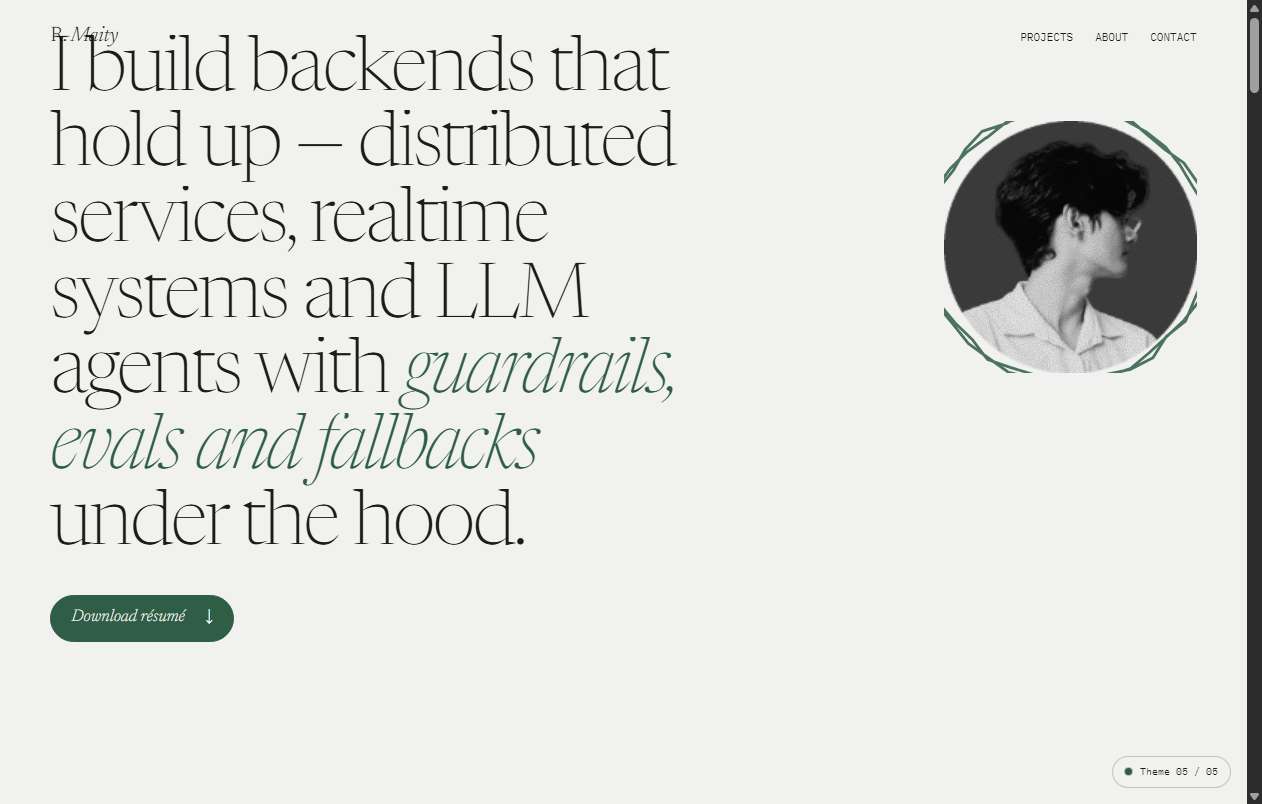 R. Maity
PROJECTS ABOUT CONTACT
I build backends that
hold up — distributed
services, realtime
systems and LLM
agents with guardrails,
evals and fallbacks
under the hood.
Download résumé ↓
Theme 05 / 05